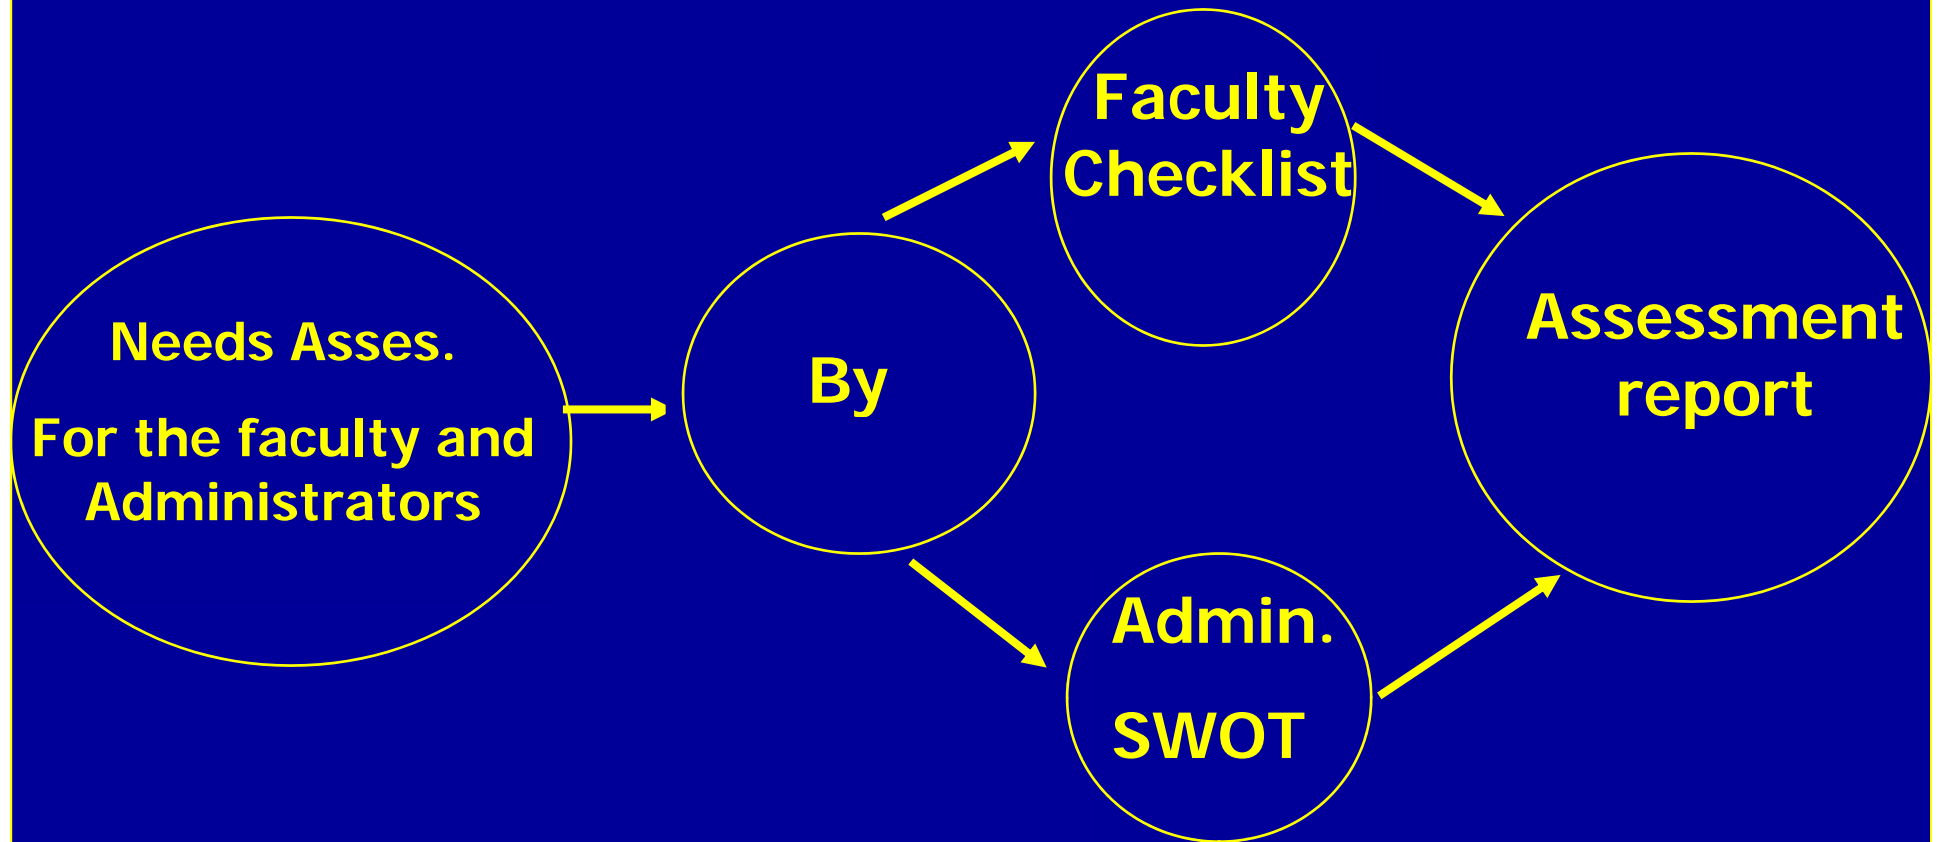 Needs Asses.
For the faculty and
Administrators
By
Faculty
Checklist
Admin.
SWOT
Assessment
report